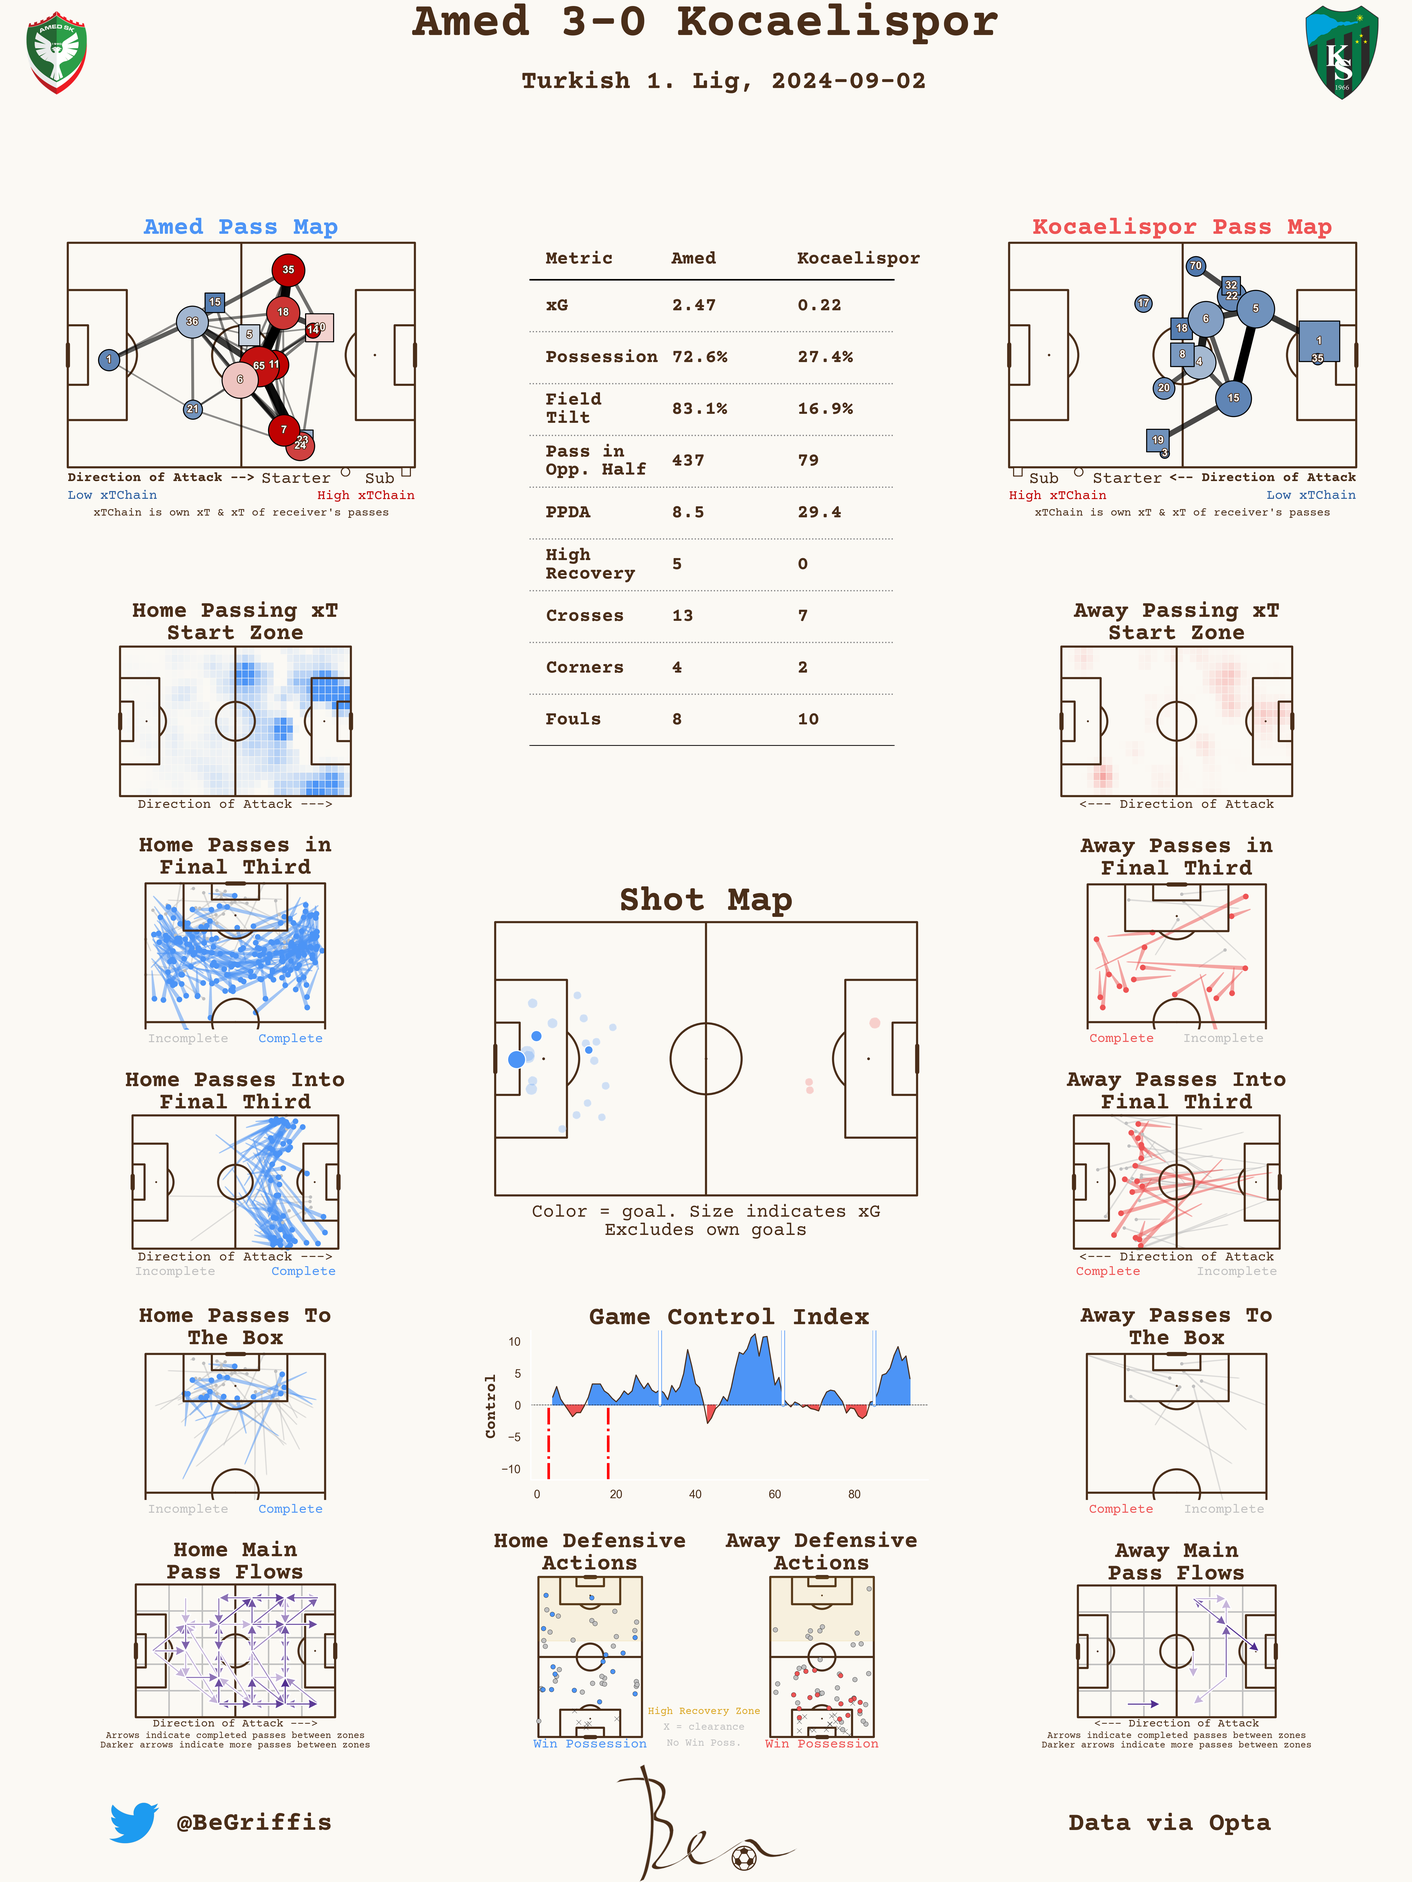 Amed 3-0 Kocaelispor
Turkish 1. Lig, 2024-09-02
AMED SK
KS
1966
Amed Pass Map
35
15
18
36
5
14
1
65
11
6
21
7
23
24
Direction of Attack --> Starter Sub
Low xTChain High xTChain
xTChain is own xT & xT of receiver's passes
Metric Amed Kocaelispor
xG 2.47 0.22
Possession 72.6% 27.4%
Field
Tilt 83.1% 16.9%
Pass in
Opp. Half 437 79
PPDA 8.5 29.4
High
Recovery 5 0
Crosses 13 7
Corners 4 2
Fouls 8 10
Kocaelispor Pass Map
70
32
22
17
5
6
18
1
8
4
35
20
15
19
3
Sub Starter <-- Direction of Attack
High xTChain Low xTChain
xTChain is own xT & xT of receiver's passes
Home Passing xT
Start Zone
Direction of Attack --->
Away Passing xT
Start Zone
<--- Direction of Attack
Home Passes in
Final Third
Incomplete Complete
Shot Map
Color = goal. Size indicates xG
Excludes own goals
Away Passes in
Final Third
Complete Incomplete
Home Passes Into
Final Third
Direction of Attack --->
Incomplete Complete
Away Passes Into
Final Third
<--- Direction of Attack
Complete Incomplete
Home Passes To
The Box
Incomplete Complete
Game Control Index
Control
10
5
0
−5
−10
0 20 40 60 80
Away Passes To
The Box
Complete Incomplete
Home Main
Pass Flows
Direction of Attack --->
Arrows indicate completed passes between zones
Darker arrows indicate more passes between zones
Home Defensive
Actions
Win Possession
High Recovery Zone
X = clearance
No Win Poss.
Away Defensive
Actions
Win Possession
Away Main
Pass Flows
<--- Direction of Attack
Arrows indicate completed passes between zones
Darker arrows indicate more passes between zones
@BeGriffis
Ben
Data via Opta